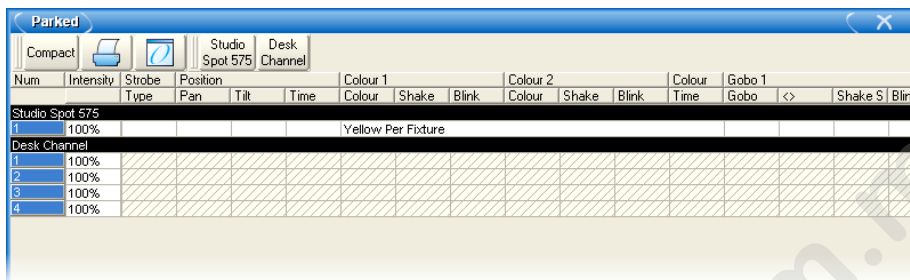 Parked
Compact Studio Spot 575 Desk Channel
Num Intensity Strobe Position Colour 1 Colour 2 Colour Gobo 1
Type Pan Tilt Time Colour Shake Blink Colour Shake Blink Time Gobo <> Shake S Blin
Studio Spot 575
1 100% Yellow Per Fixture
Desk Channel
1 100%
2 100%
3 100%
4 100%